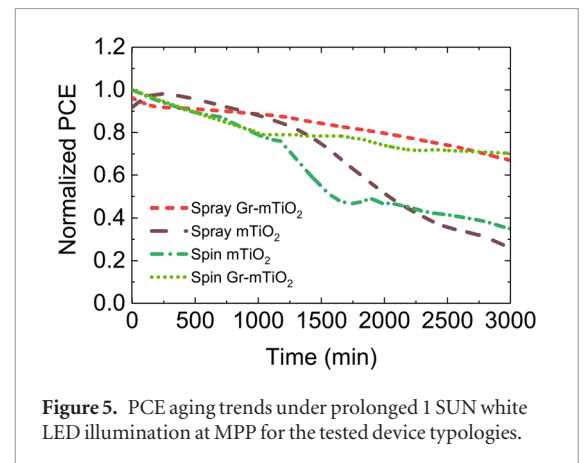 Normalized PCE
1.2
1.0
0.8
0.6
0.4
0.2
0.0
Spray Gr-mTiO₂
Spray mTiO₂
Spin mTiO₂
Spin Gr-mTiO₂
0 500 1000 1500 2000 2500 3000
Time (min)
Figure 5. PCE aging trends under prolonged 1 SUN white
LED illumination at MPP for the tested device typologies.